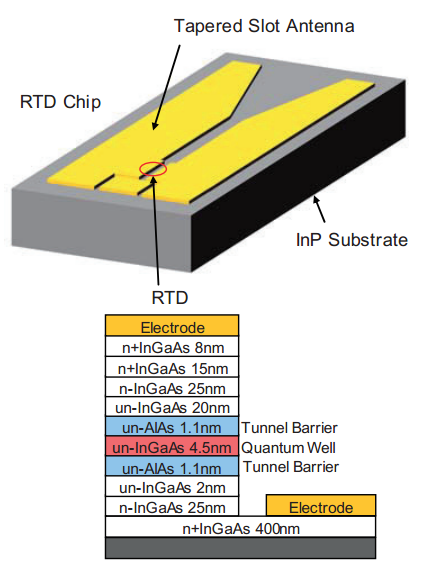 Tapered Slot Antenna
RTD Chip
InP Substrate
RTD
Electrode
n+InGaAs 8nm
n+InGaAs 15nm
n-InGaAs 25nm
un-InGaAs 20nm
un-AlAs 1.1nm Tunnel Barrier
un-InGaAs 4.5nm Quantum Well
un-AlAs 1.1nm Tunnel Barrier
un-InGaAs 2nm
n-InGaAs 25nm Electrode
n+InGaAs 400nm